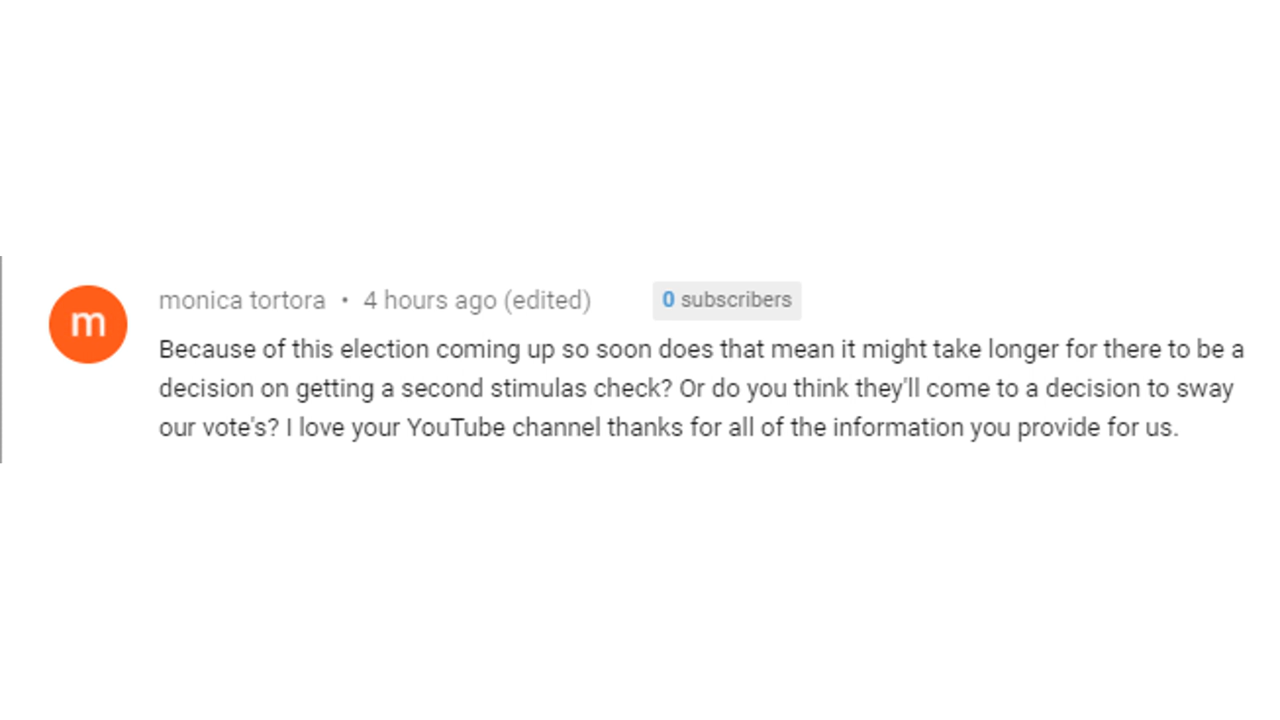 m
monica tortora • 4 hours ago (edited) 0 subscribers
Because of this election coming up so soon does that mean it might take longer for there to be a
decision on getting a second stimulas check? Or do you think they'll come to a decision to sway
our vote's? I love your YouTube channel thanks for all of the information you provide for us.